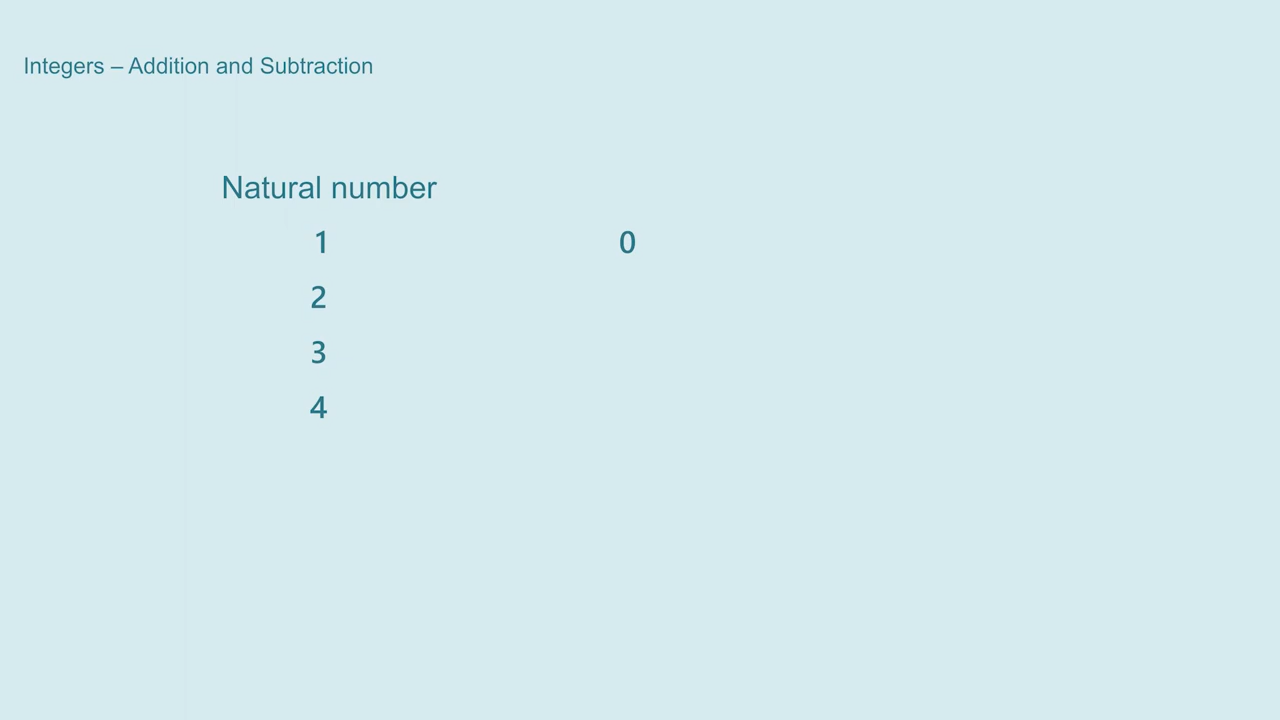 Integers – Addition and Subtraction
Natural number
1 0
2
3
4